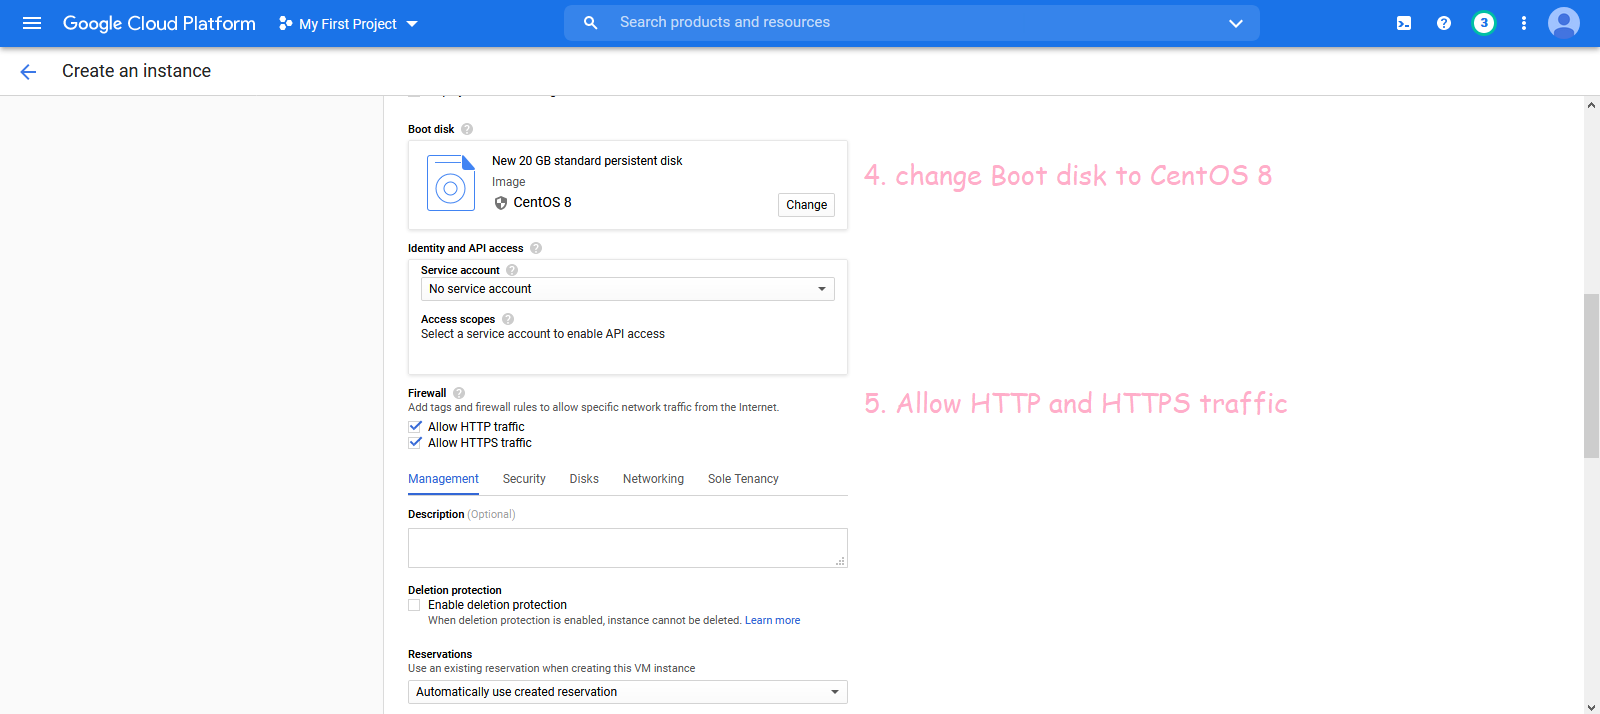 Google Cloud Platform
My First Project
Search products and resources
3
Create an instance
Boot disk
New 20 GB standard persistent disk
Image
CentOS 8
Change
4. change Boot disk to CentOS 8
Identity and API access
Service account
No service account
Access scopes
Select a service account to enable API access
Firewall
Add tags and firewall rules to allow specific network traffic from the Internet.
Allow HTTP traffic
Allow HTTPS traffic
5. Allow HTTP and HTTPS traffic
Management Security Disks Networking Sole Tenancy
Description (Optional)
Deletion protection
Enable deletion protection
When deletion protection is enabled, instance cannot be deleted. Learn more
Reservations
Use an existing reservation when creating this VM instance
Automatically use created reservation